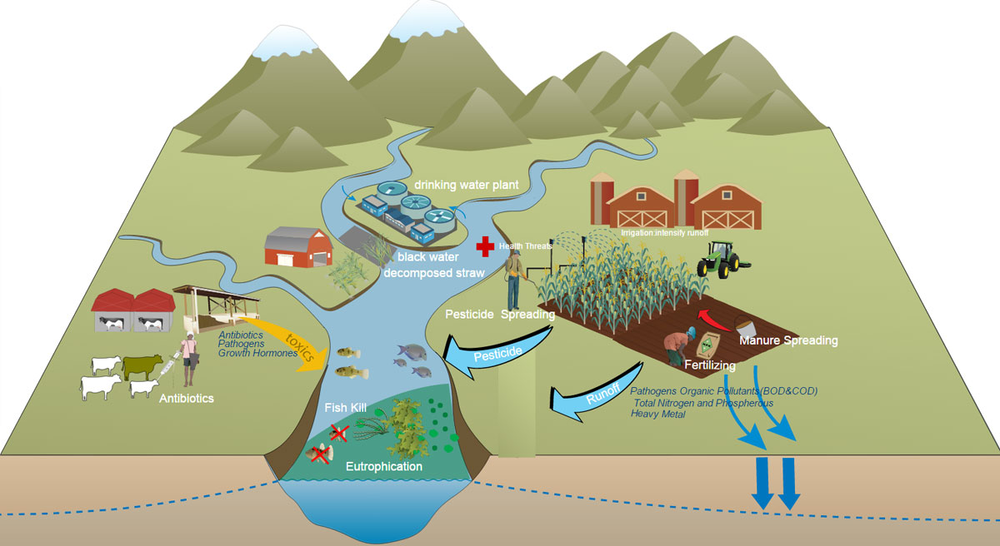 drinking water plant
Irrigation:intensify runoff
Health Threats
black water
decomposed straw
Pesticide Spreading
Antibiotics
Pathogens
Growth Hormones
toxics
Manure Spreading
Pesticide
Fertilizing
Runoff
Pathogens Organic Pollutants(BOD&COD)
Total Nitrogen and Phospherous
Heavy Metal
Antibiotics
Fish Kill
Eutrophication